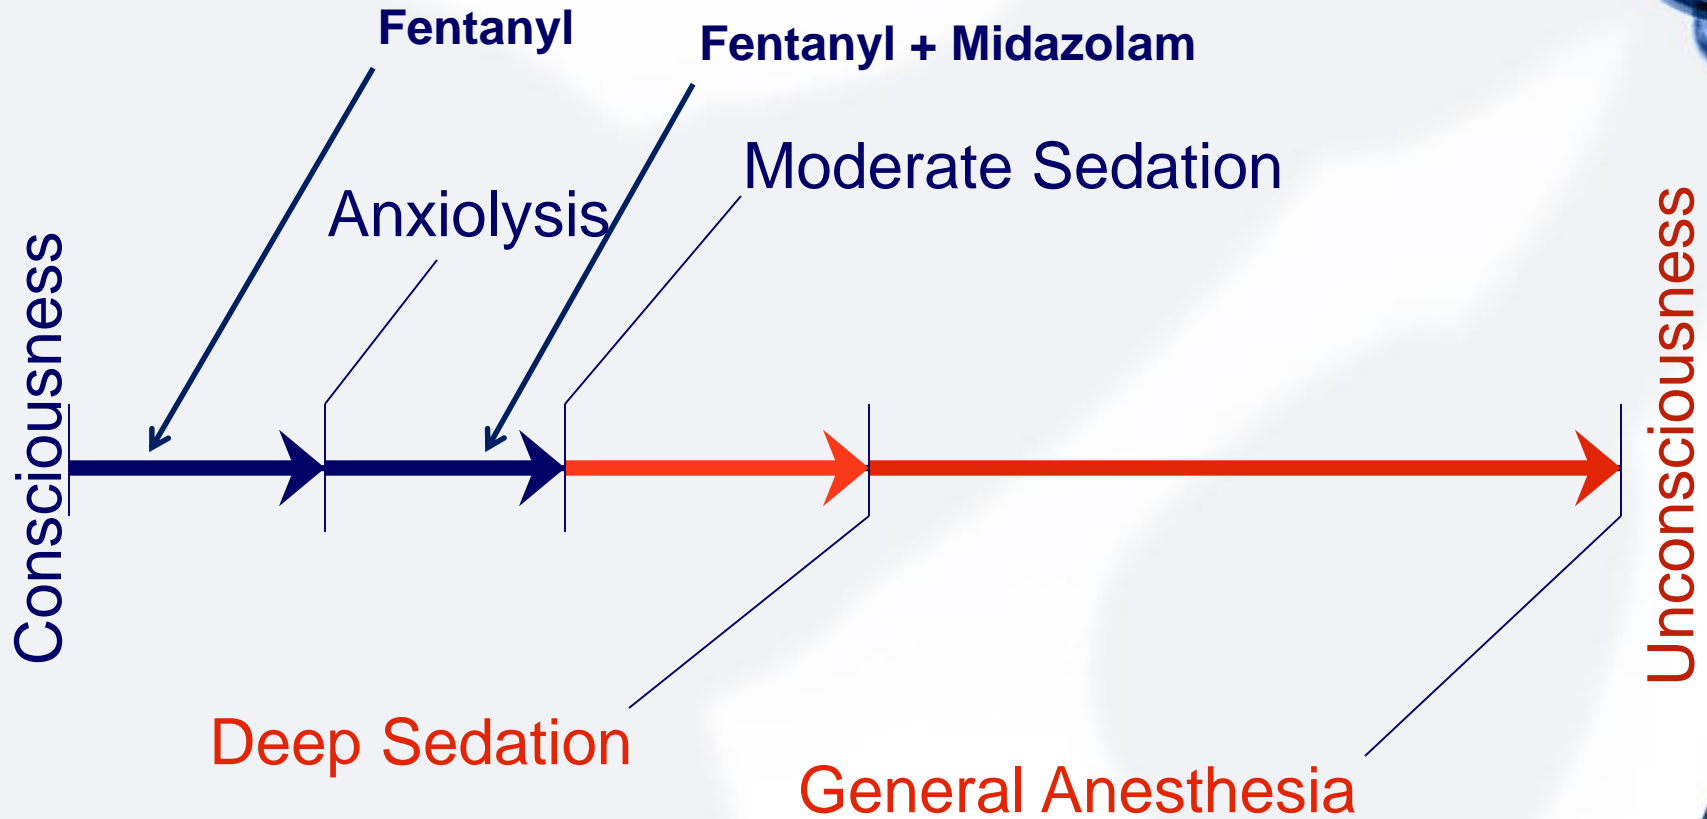 Fentanyl
Fentanyl + Midazolam
Moderate Sedation
Anxiolysis
Consciousness
Unconsciousness
Deep Sedation
General Anesthesia